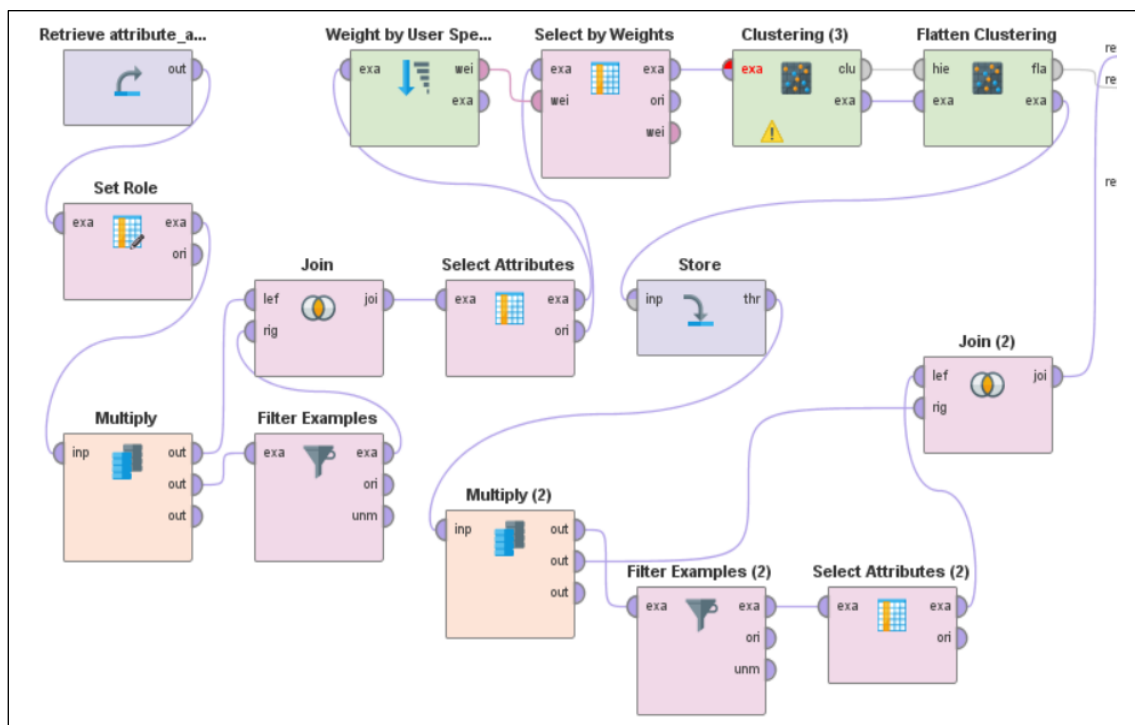 Retrieve attribute_a...
out
Weight by User Spe...
exa wei
exa
Select by Weights
exa exa
wei ori
wei
Clustering (3)
exa clu
exa
Flatten Clustering
hie fla
exa exa
re
re
re
Set Role
exa exa
ori
Join
lef joi
rig
Select Attributes
exa exa
ori
Store
inp thr
Join (2)
lef joi
rig
Multiply
inp out
out
out
Filter Examples
exa exa
ori
unm
Multiply (2)
inp out
out
out
Filter Examples (2)
exa exa
ori
unm
Select Attributes (2)
exa exa
ori